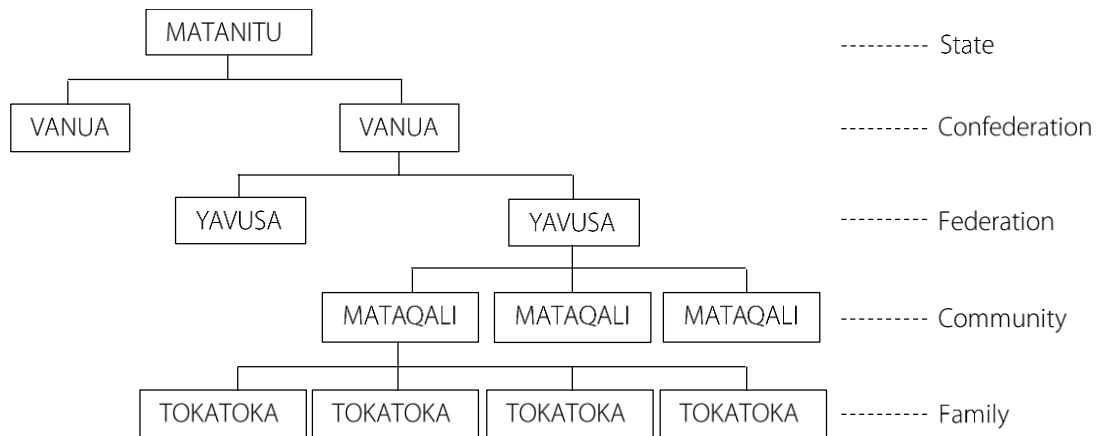 MATANITU ---------- State
VANUA VANUA ---------- Confederation
YAVUSA YAVUSA ---------- Federation
MATAQALI MATAQALI MATAQALI ---------- Community
TOKATOKA TOKATOKA TOKATOKA TOKATOKA ---------- Family